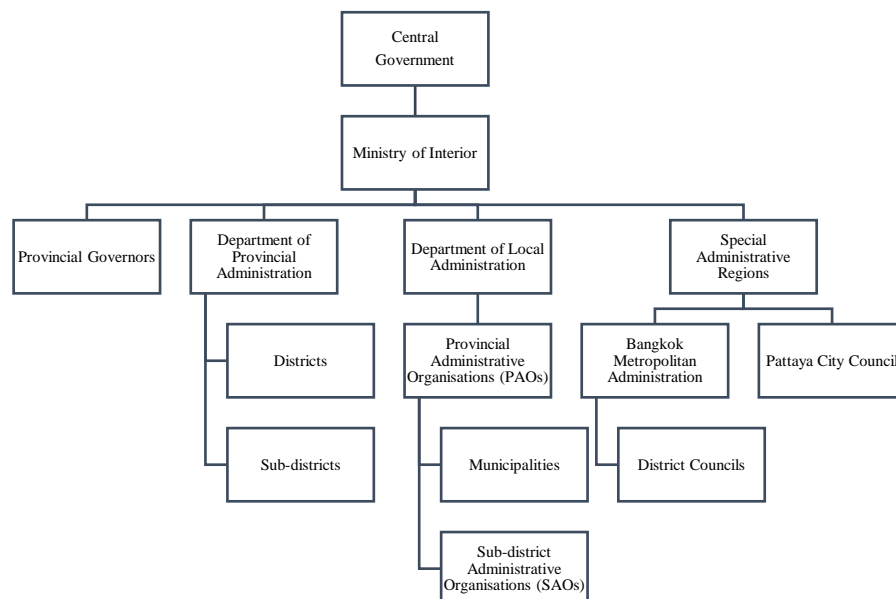 Central
Government
Ministry of Interior
Provincial Governors
Department of
Provincial
Administration
Department of Local
Administration
Special
Administrative
Regions
Districts
Provincial
Administrative
Organisations (PAOs)
Bangkok
Metropolitan
Administration
Pattaya City Council
Sub-districts
Municipalities
District Councils
Sub-district
Administrative
Organisations (SAOs)